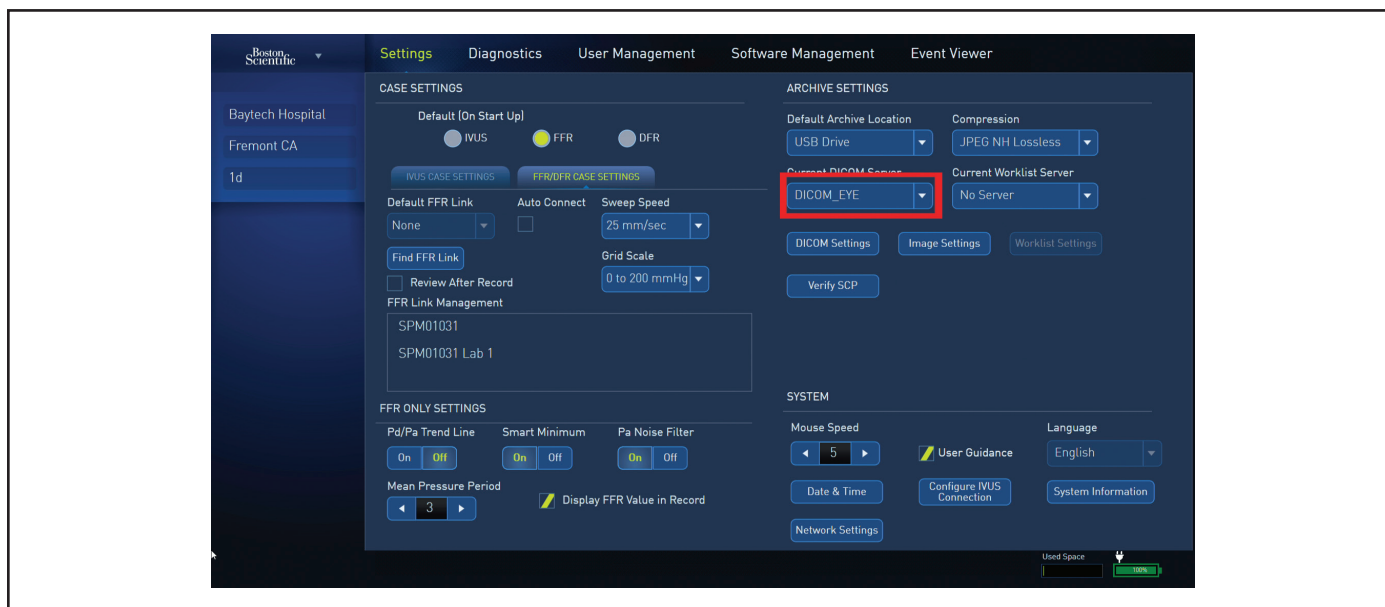 Boston
Scientific
Settings Diagnostics User Management Software Management Event Viewer
Baytech Hospital
Fremont CA
1d
CASE SETTINGS
Default (On Start Up)
IVUS FFR DFR
IVUS CASE SETTINGS FFR/DFR CASE SETTINGS
Default FFR Link Auto Connect Sweep Speed
None 25 mm/sec
Find FFR Link Grid Scale
Review After Record 0 to 200 mmHg
FFR Link Management
SPM01031
SPM01031 Lab 1
FFR ONLY SETTINGS
Pd/Pa Trend Line Smart Minimum Pa Noise Filter
On Off On Off On Off
Mean Pressure Period
3 Display FFR Value in Record
ARCHIVE SETTINGS
Default Archive Location Compression
USB Drive JPEG NH Lossless
Current DICOM Server Current Worklist Server
DICOM_EYE No Server
DICOM Settings Image Settings Worklist Settings
Verify SCP
SYSTEM
Mouse Speed Language
5 User Guidance English
Date & Time Configure IVUS
Connection System Information
Network Settings
Used Space
100%